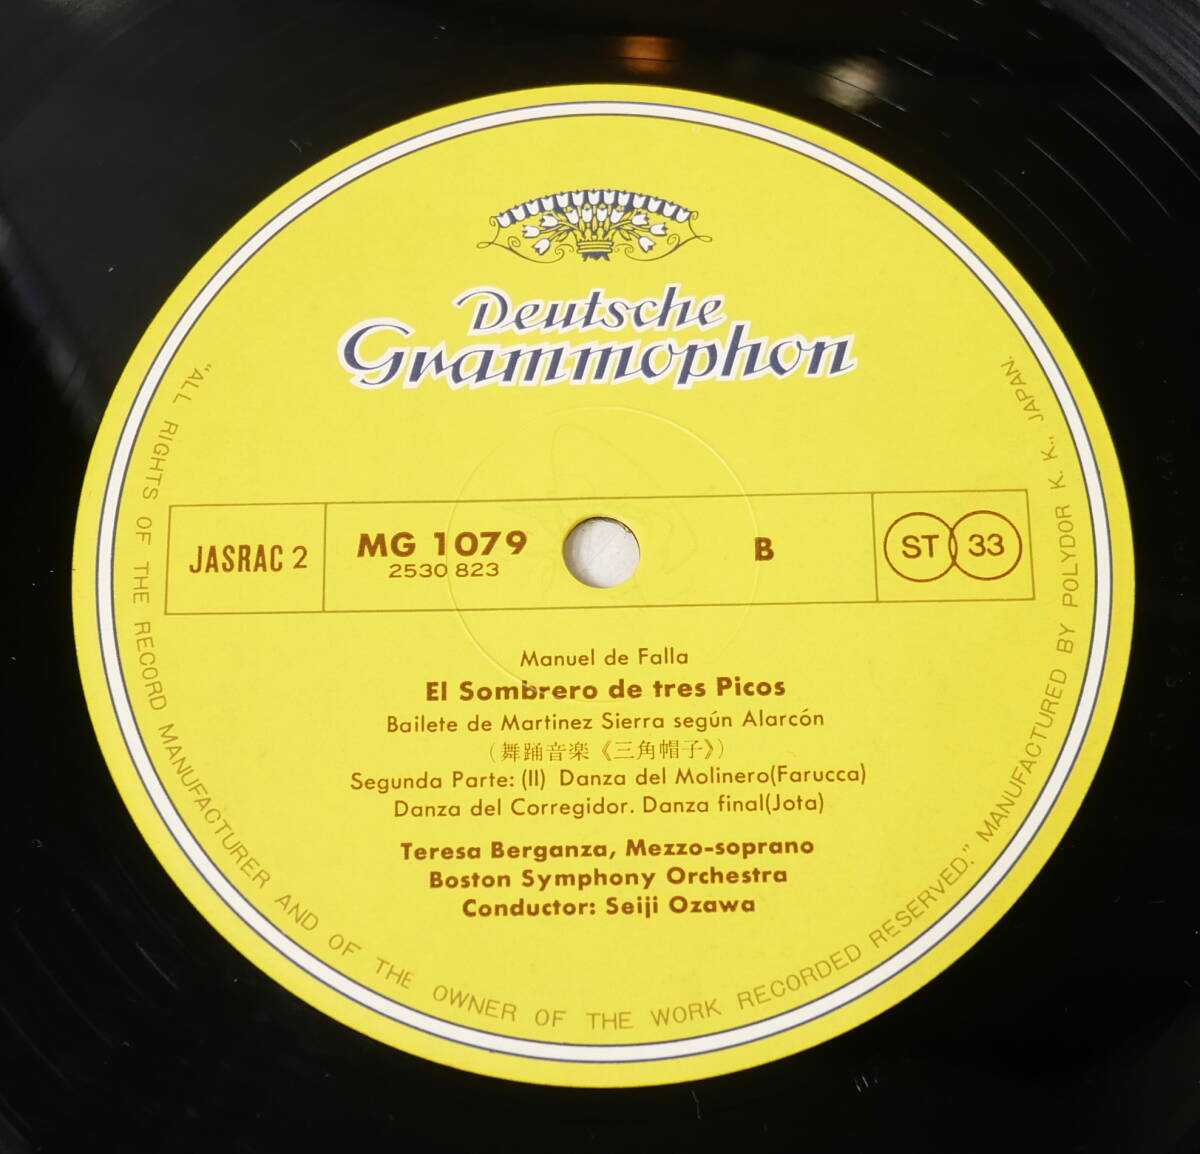 Deutsche
Grammophon
JASRAC 2
MG 1079
2530 823
B
ST 33
Manuel de Falla
El Sombrero de tres Picos
Bailete de Martinez Sierra según Alarcón
(舞踊音楽《三角帽子》)
Segunda Parte: (II) Danza del Molinero(Farucca)
Danza del Corregidor. Danza final(Jota)
Teresa Berganza, Mezzo-soprano
Boston Symphony Orchestra
Conductor: Seiji Ozawa
"ALL RIGHTS OF THE RECORD MANUFACTURER AND OF THE OWNER OF THE WORK RECORDED RESERVED." MANUFACTURED BY POLYDOR K. K., JAPAN.